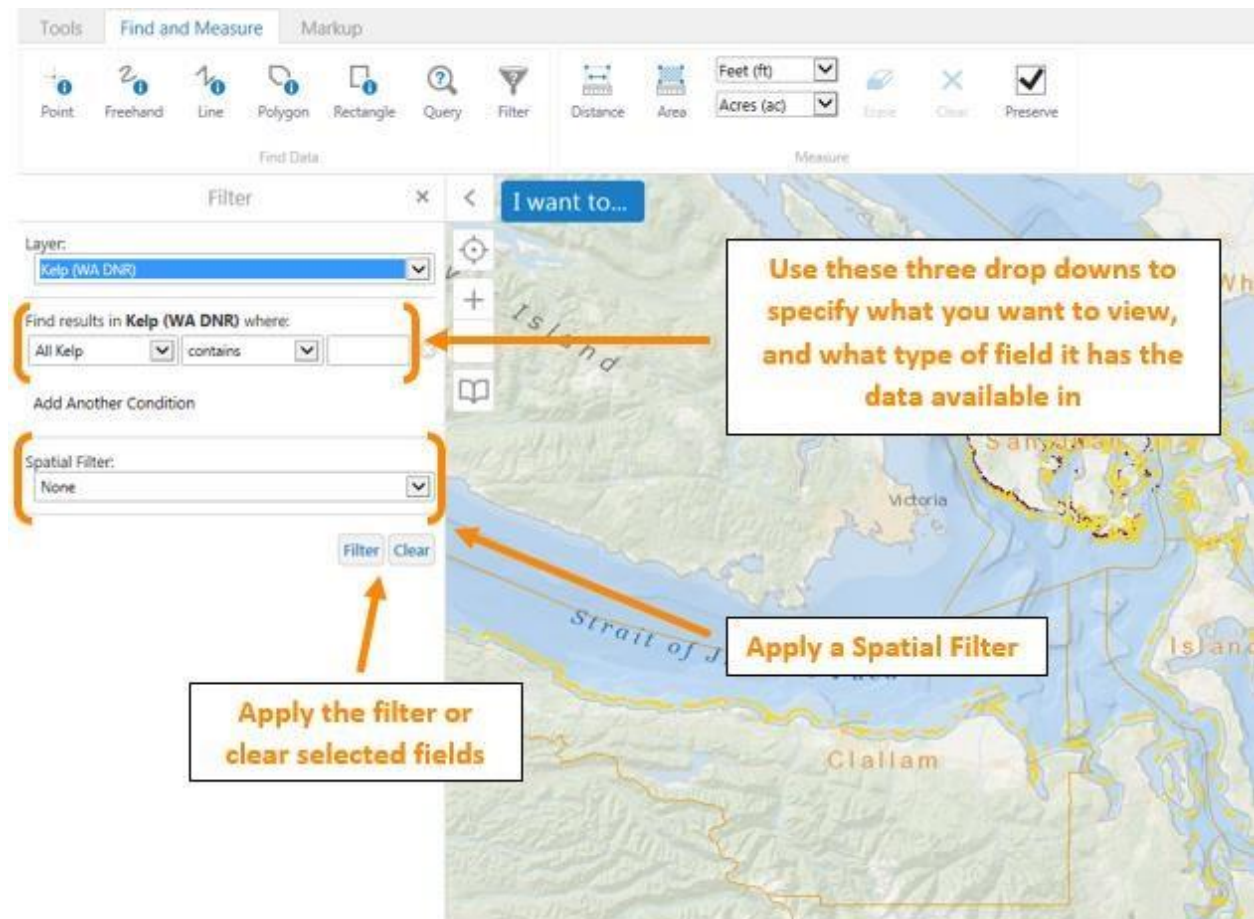 Tools Find and Measure Markup
Point Freehand Line Polygon Rectangle Query Filter Distance Area Feet (ft) Acres (ac) Erase Clear Preserve
Find Data Measure
Filter
I want to...
Layer:
Kelp (WA DNR)
Find results in Kelp (WA DNR) where:
All Kelp contains
Add Another Condition
Spatial Filter:
None
Filter Clear
Use these three drop downs to
specify what you want to view,
and what type of field it has the
data available in
Apply a Spatial Filter
Apply the filter or
clear selected fields
Island
Wh
San Juan
Victoria
Strait of J
Island
Clallam